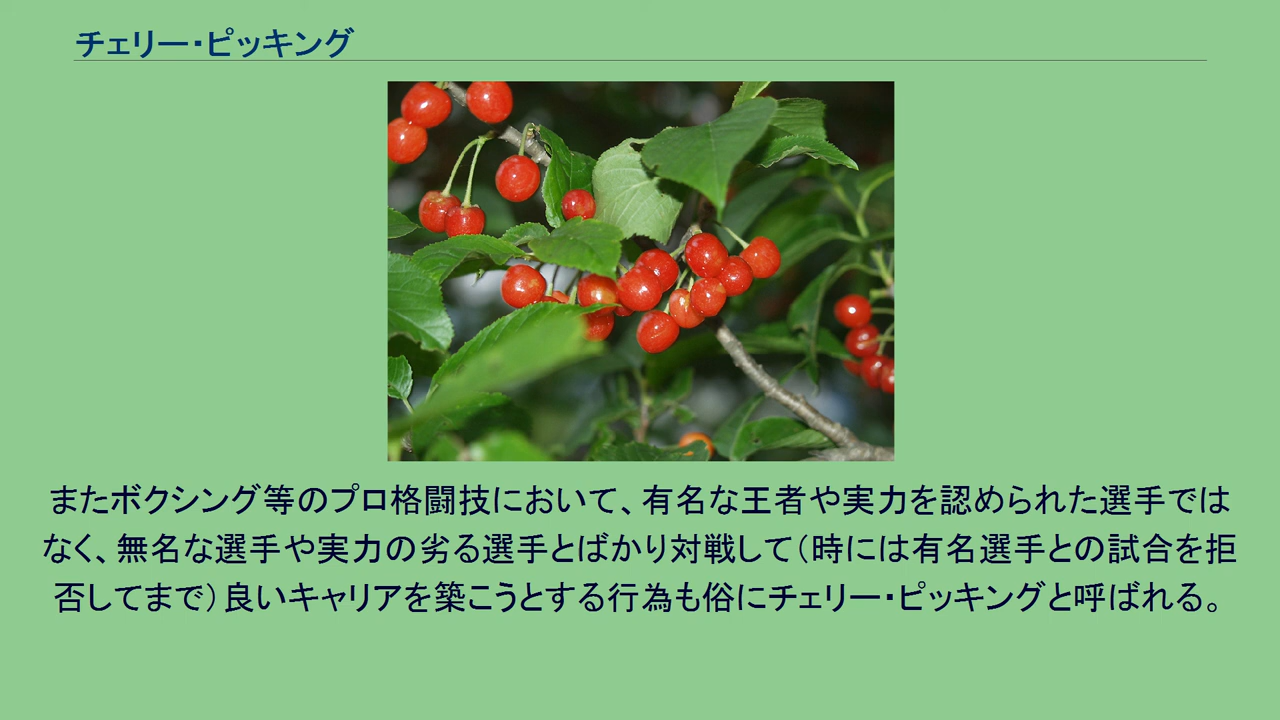 チェリー・ピッキング
またボクシング等のプロ格闘技において、有名な王者や実力を認められた選手では
なく、無名な選手や実力の劣る選手とばかり対戦して（時には有名選手との試合を拒
否してまで）良いキャリアを築こうとする行為も俗にチェリー・ピッキングと呼ばれる。